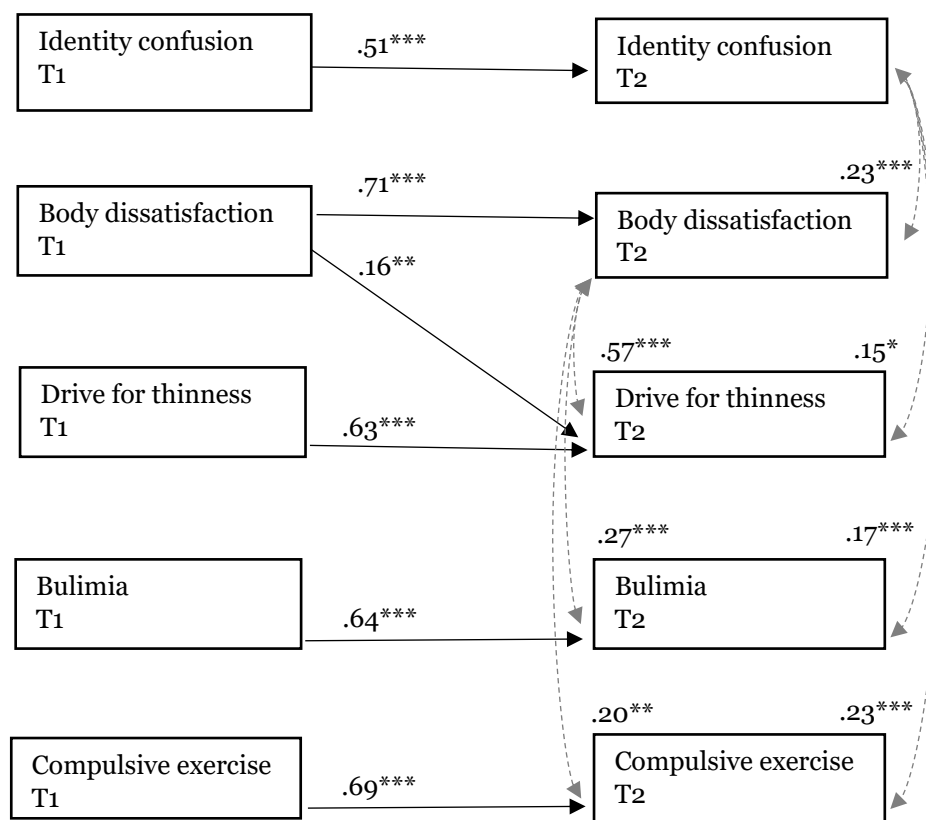 Identity confusion
T1
.51***
Identity confusion
T2
Body dissatisfaction
T1
.71***
.16**
.23***
Body dissatisfaction
T2
Drive for thinness
T1
.63***
.57***
.15*
Drive for thinness
T2
Bulimia
T1
.64***
.27***
.17***
Bulimia
T2
Compulsive exercise
T1
.69***
.20**
.23***
Compulsive exercise
T2